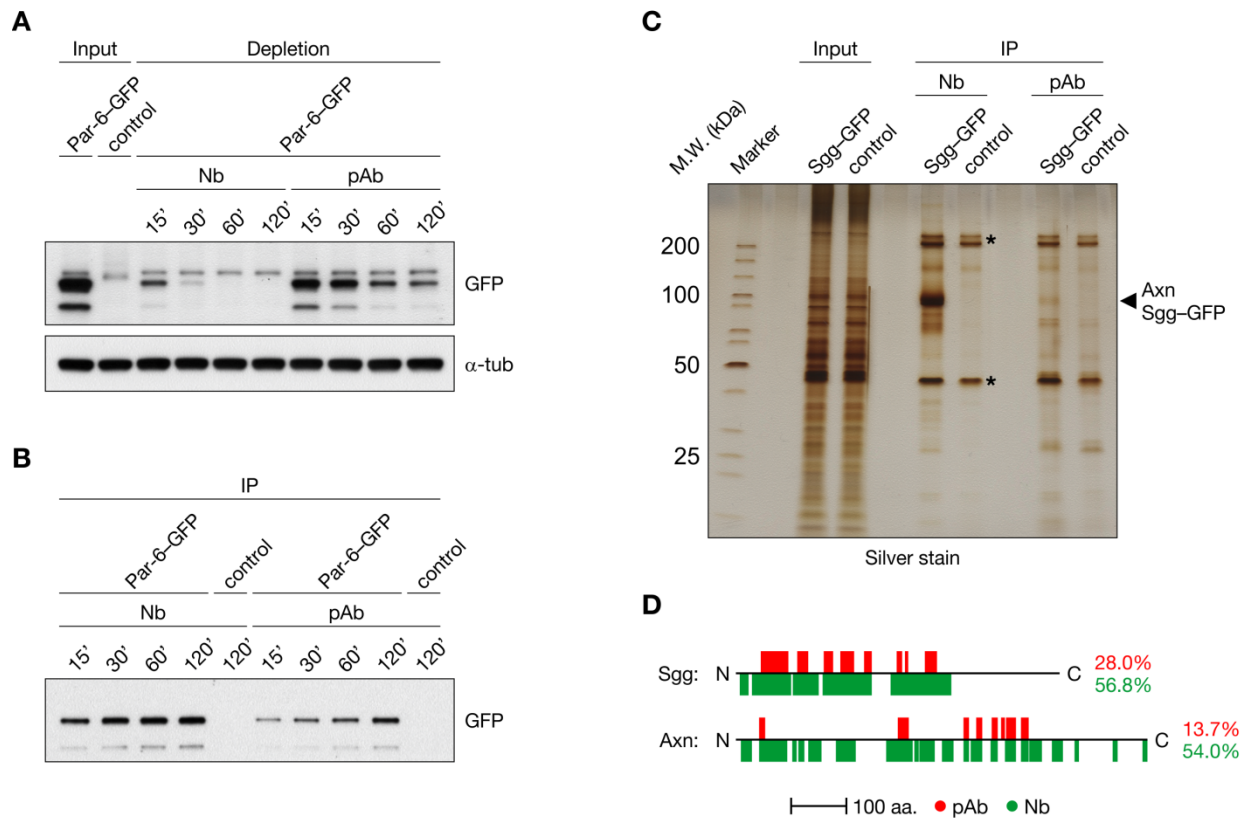 A
Input Depletion
Par-6–GFP control Par-6–GFP
Nb pAb
15’ 30’ 60’ 120’ 15’ 30’ 60’ 120’
GFP
α-tub
B
IP
Par-6–GFP control Par-6–GFP control
Nb pAb
15’ 30’ 60’ 120’ 120’ 15’ 30’ 60’ 120’ 120’
GFP
C
Input IP
Nb pAb
M.W. (kDa) Marker Sgg–GFP control Sgg–GFP control Sgg–GFP control
200 *
100 Axn
Sgg–GFP
50
*
25
Silver stain
D
Sgg: N C 28.0%
56.8%
Axn: N C 13.7%
54.0%
100 aa. pAb Nb